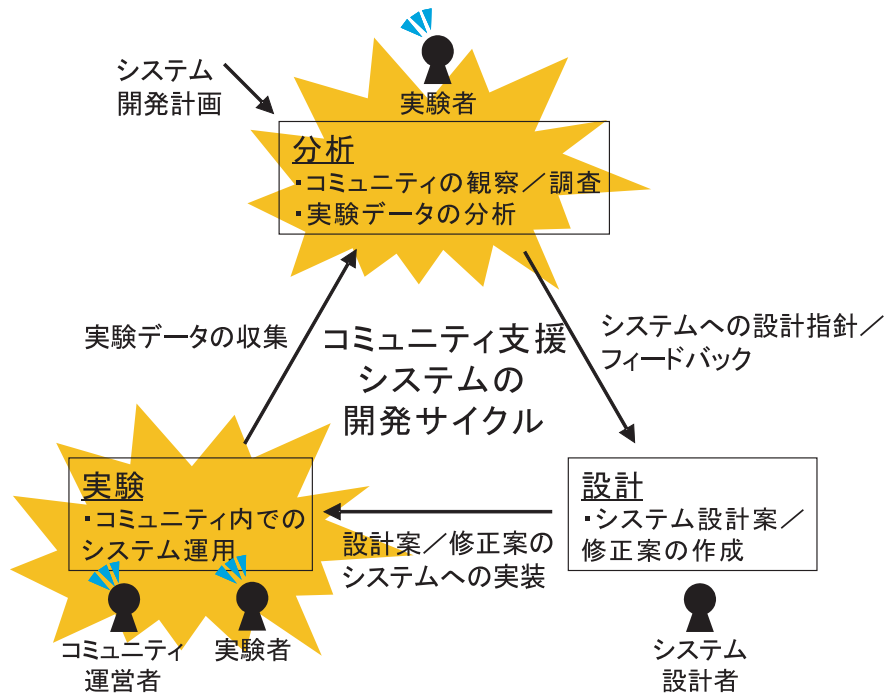 システム
開発計画
実験者
分析
・コミュニティの観察／調査
・実験データの分析
実験データの収集
コミュニティ支援
システムの
開発サイクル
システムへの設計指針／
フィードバック
実験
・コミュニティ内での
システム運用
設計案／修正案の
システムへの実装
設計
・システム設計案／
修正案の作成
コミュニティ
運営者
実験者
システム
設計者